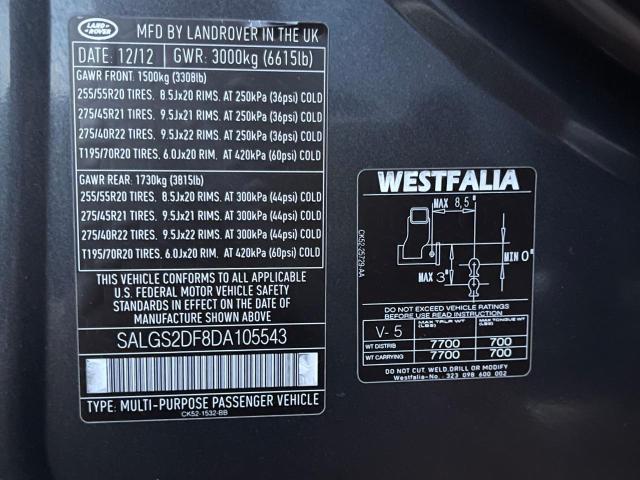 LAND
ROVER
MFD BY LANDROVER IN THE UK
DATE: 12/12 GWR: 3000kg (6615lb)
GAWR FRONT: 1500kg (3308lb)
255/55R20 TIRES. 8.5Jx20 RIMS. AT 250kPa (36psi) COLD
275/45R21 TIRES. 9.5Jx21 RIMS. AT 250kPa (36psi) COLD
275/40R22 TIRES. 9.5Jx22 RIMS. AT 250kPa (36psi) COLD
T195/70R20 TIRES. 6.0Jx20 RIM. AT 420kPa (60psi) COLD
GAWR REAR: 1730kg (3815lb)
255/55R20 TIRES. 8.5Jx20 RIMS. AT 300kPa (44psi) COLD
275/45R21 TIRES. 9.5Jx21 RIMS. AT 300kPa (44psi) COLD
275/40R22 TIRES. 9.5Jx22 RIMS. AT 300kPa (44psi) COLD
T195/70R20 TIRES. 6.0Jx20 RIM. AT 420kPa (60psi) COLD
THIS VEHICLE CONFORMS TO ALL APPLICABLE
U.S. FEDERAL MOTOR VEHICLE SAFETY
STANDARDS IN EFFECT ON THE DATE OF
MANUFACTURE SHOWN ABOVE
SALGS2DF8DA105543
TYPE: MULTI-PURPOSE PASSENGER VEHICLE
CK52-1532-BB
WESTFALIA
MAX 8,5"
MIN 0"
MAX 3"
CK52-25729-AA
DO NOT EXCEED VEHICLE RATINGS
BEFORE USE READ INSTRUCTION
V-5 MAX TRLR WT (LBS) MAX TONGUE WT (LBS)
WT DISTRIB 7700 700
WT CARRYING 7700 700
DO NOT CUT, WELD, DRILL OR MODIFY
Westfalia-No.: 323 098 600 002